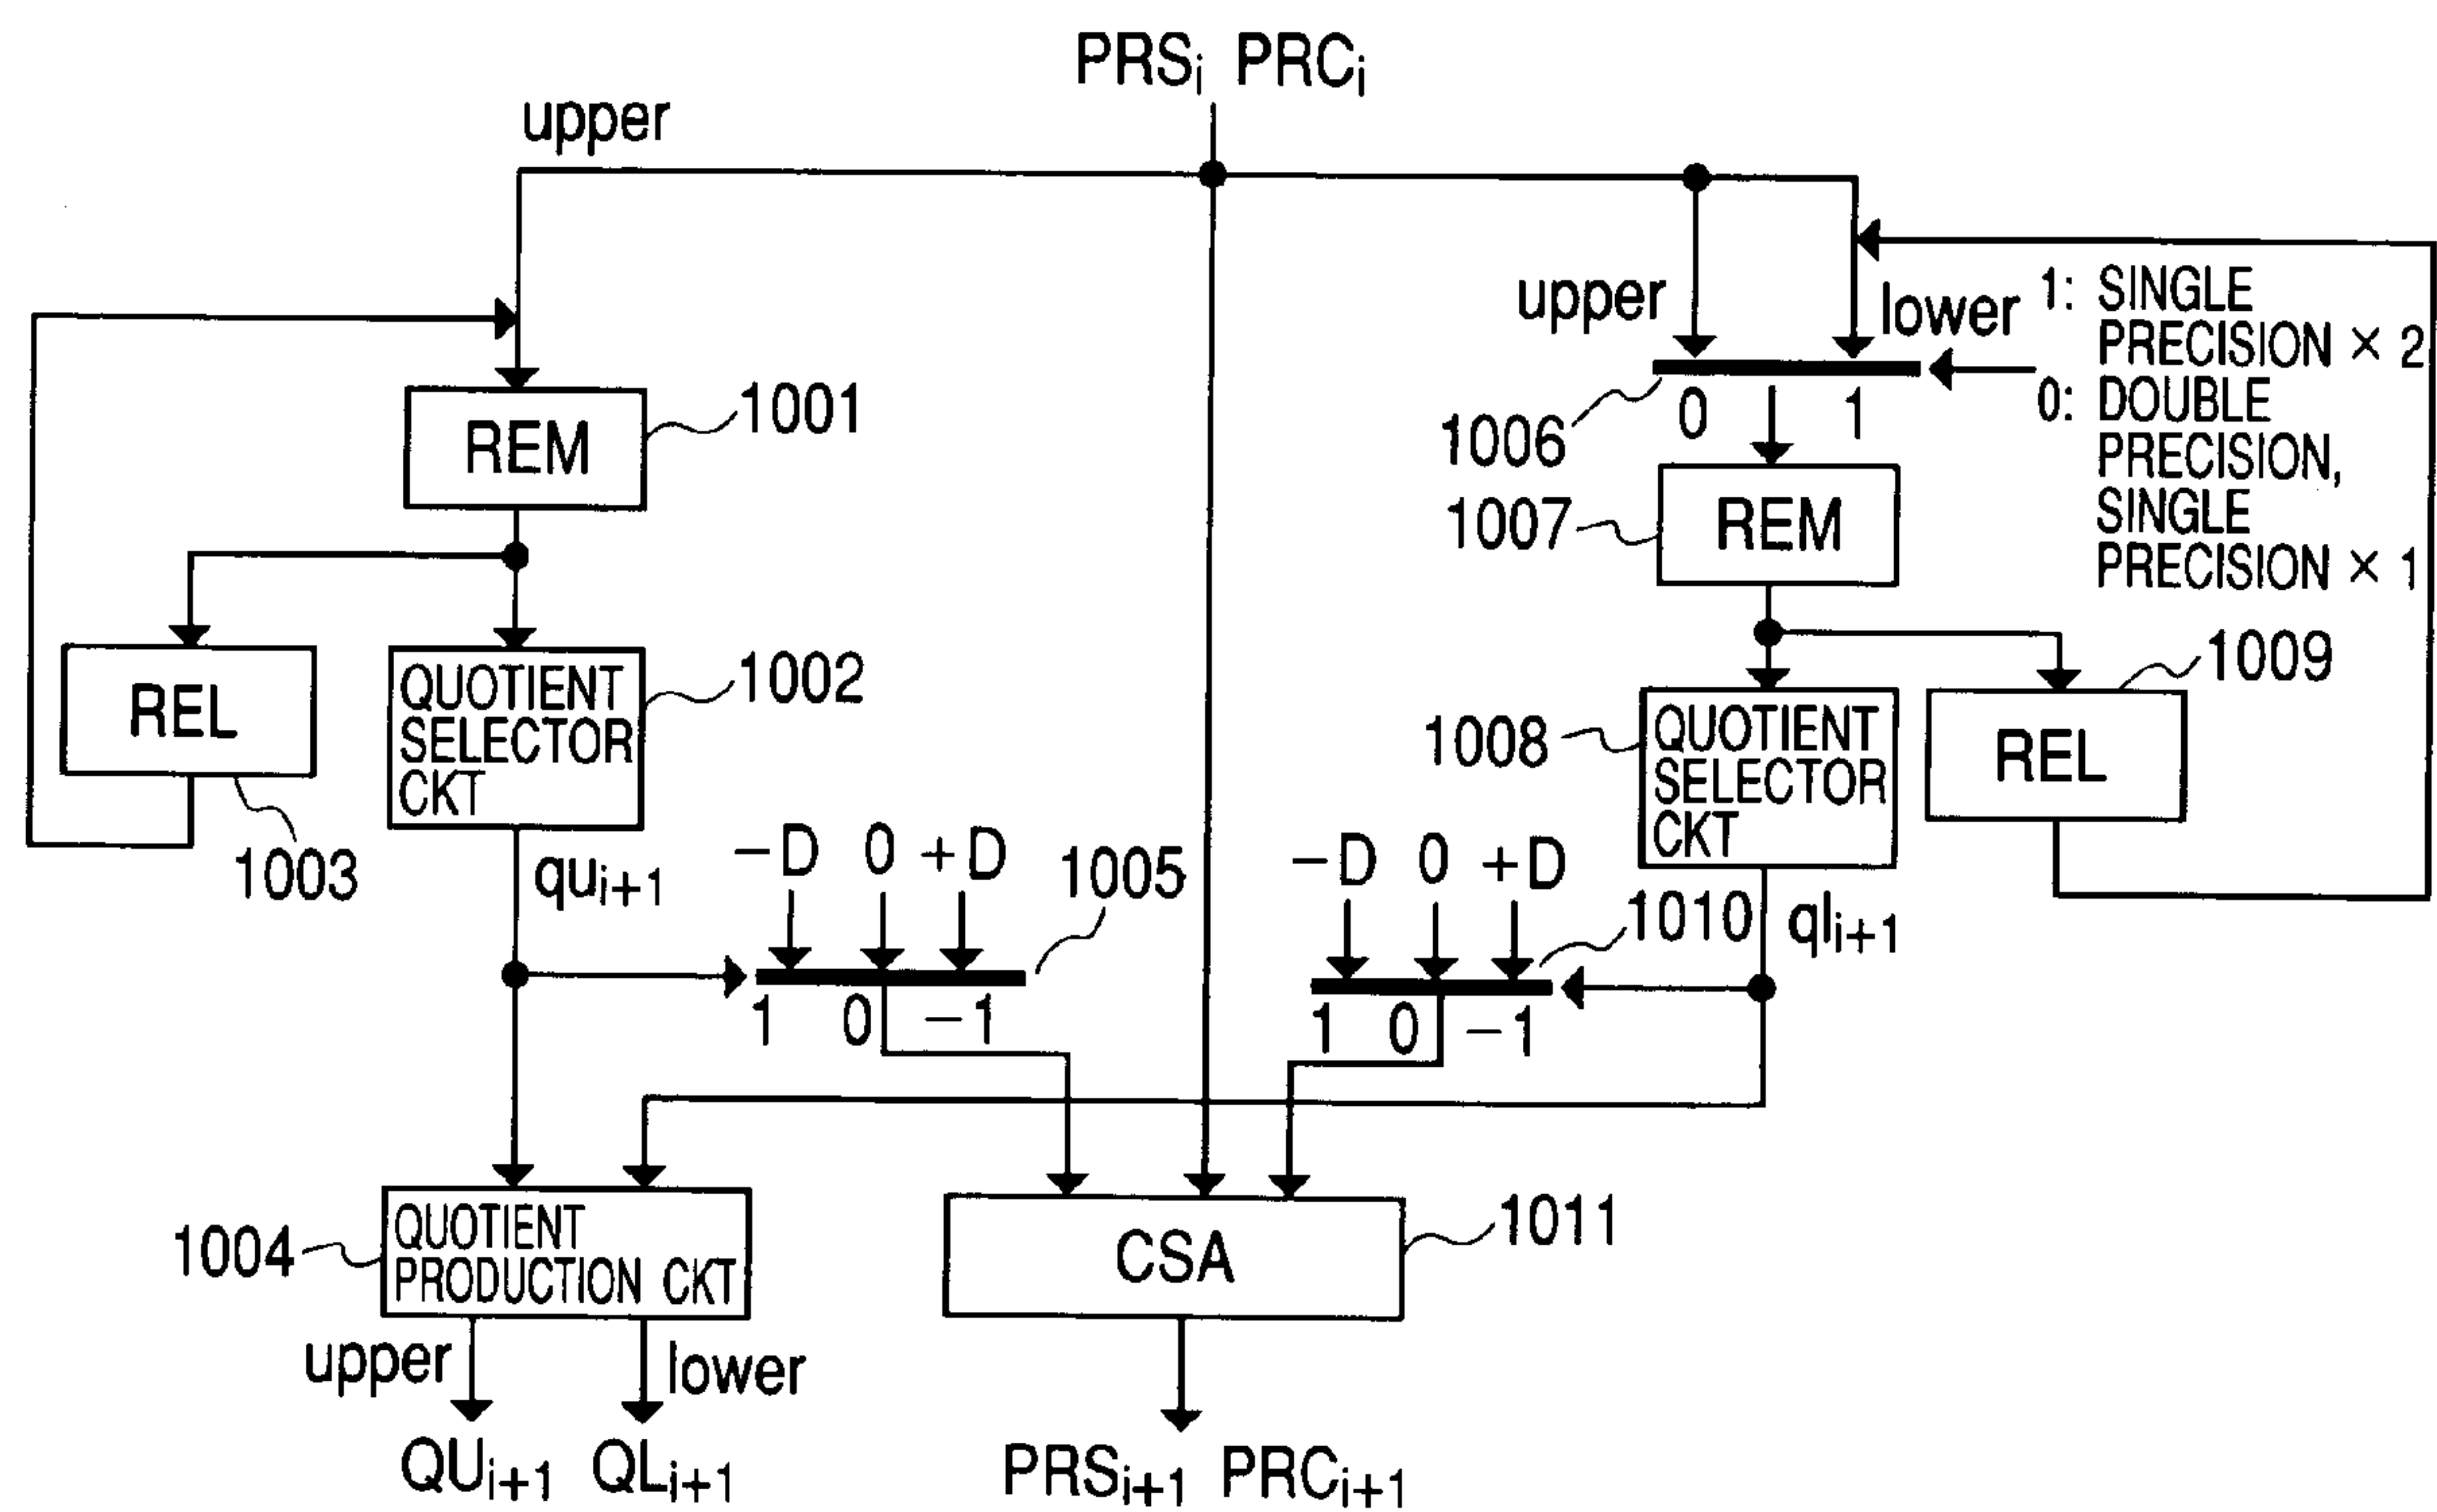 PRSi PRCi
upper
upper
lower
1: SINGLE
PRECISION × 2
0: DOUBLE
PRECISION,
SINGLE
PRECISION × 1
REM
1001
1006
0
1
1007
REM
REL
1003
QUOTIENT
SELECTOR
CKT
1002
1008
QUOTIENT
SELECTOR
CKT
REL
1009
qui+1
−D 0 +D
1005
1 0 −1
−D 0 +D
1010
qli+1
1 0 −1
1004
QUOTIENT
PRODUCTION CKT
CSA
1011
upper
lower
QUi+1 QLi+1
PRSi+1 PRCi+1